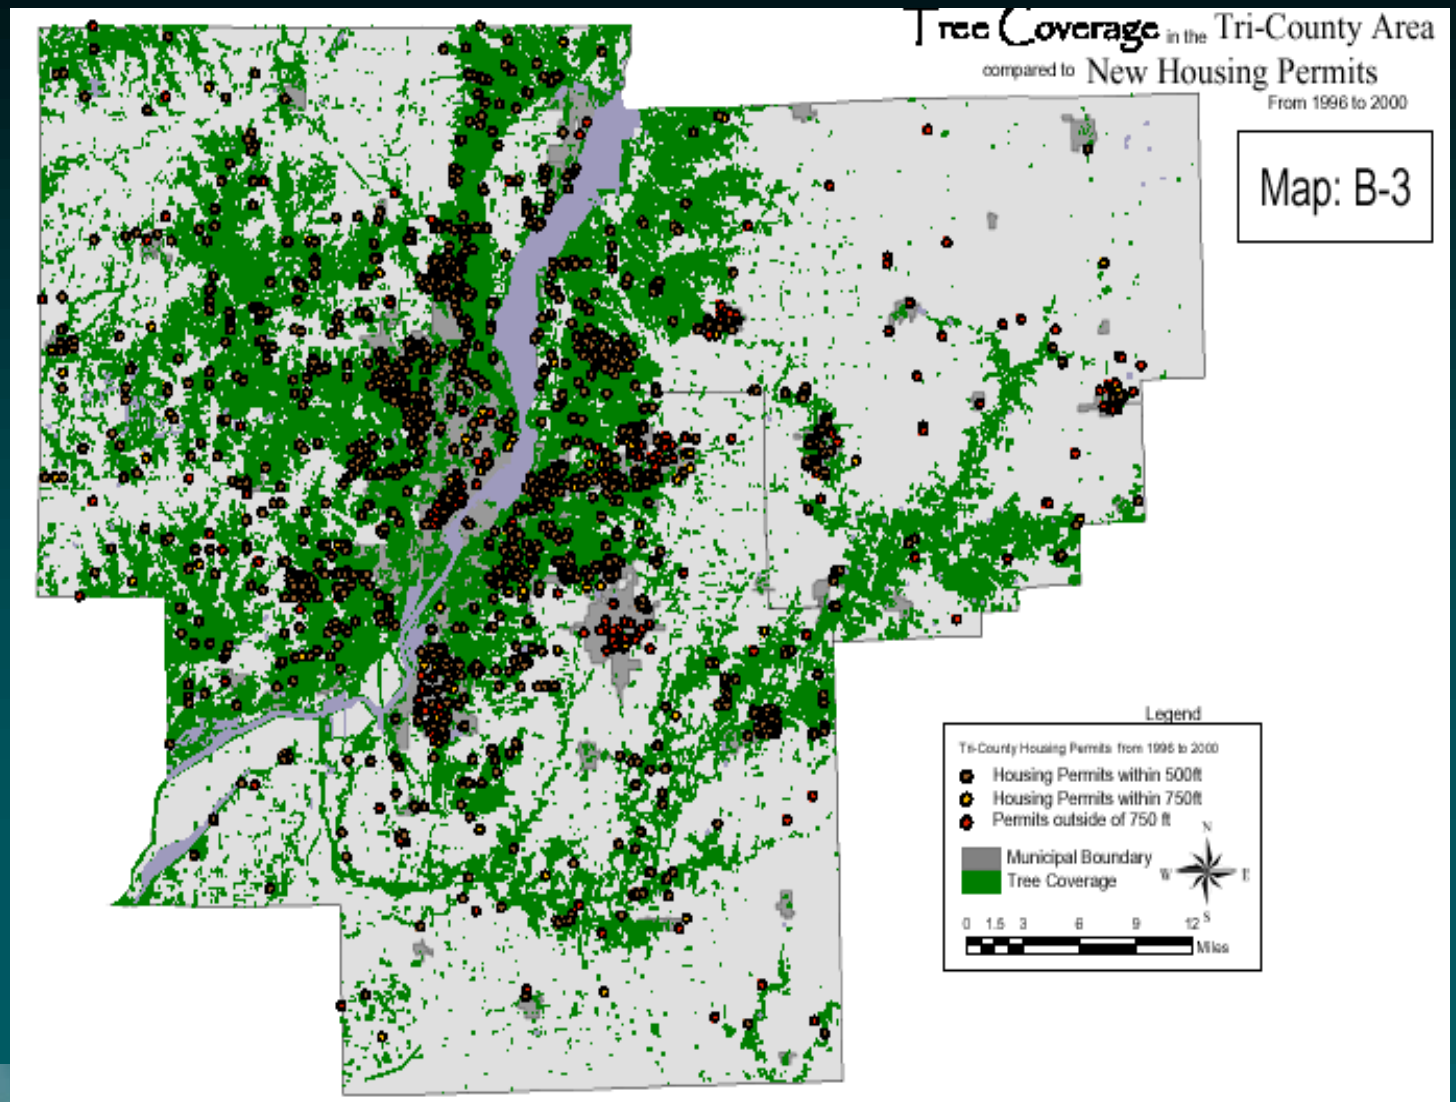 Tree Coverage in the Tri-County Area
compared to New Housing Permits
From 1996 to 2000
Map: B-3
Legend
Tri-County Housing Permits from 1996 to 2000
Housing Permits within 500ft
Housing Permits within 750ft
Permits outside of 750 ft
Municipal Boundary
Tree Coverage
N
W E
S
0 1.5 3 6 9 12
Miles